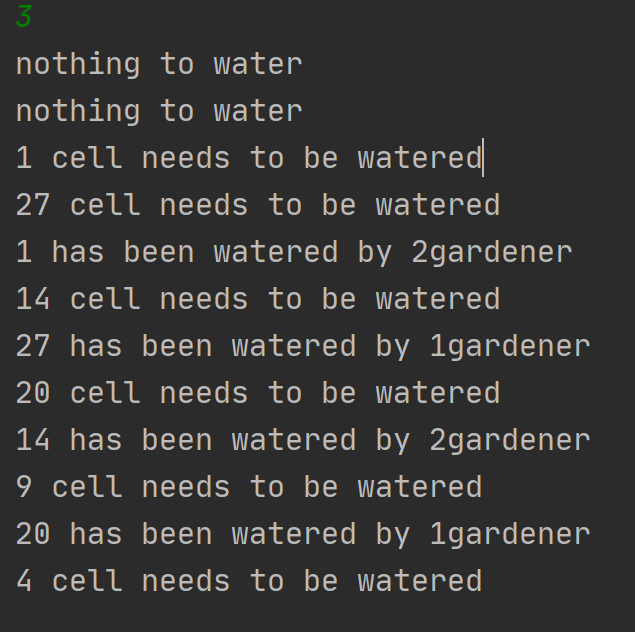 3
nothing to water
nothing to water
1 cell needs to be watered
27 cell needs to be watered
1 has been watered by 2gardener
14 cell needs to be watered
27 has been watered by 1gardener
20 cell needs to be watered
14 has been watered by 2gardener
9 cell needs to be watered
20 has been watered by 1gardener
4 cell needs to be watered